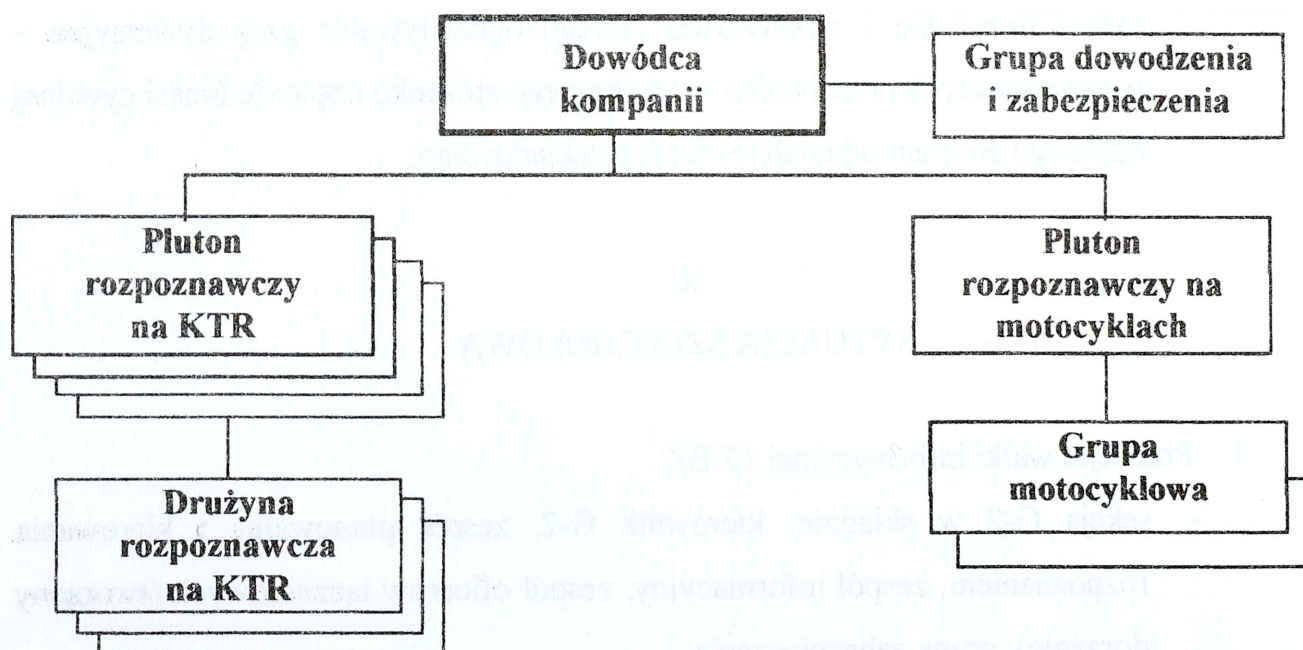 Dowódca
kompanii
Grupa dowodzenia
i zabezpieczenia
Pluton
rozpoznawczy
na KTR
Pluton
rozpoznawczy na
motocyklach
Drużyna
rozpoznawcza
na KTR
Grupa
motocyklowa